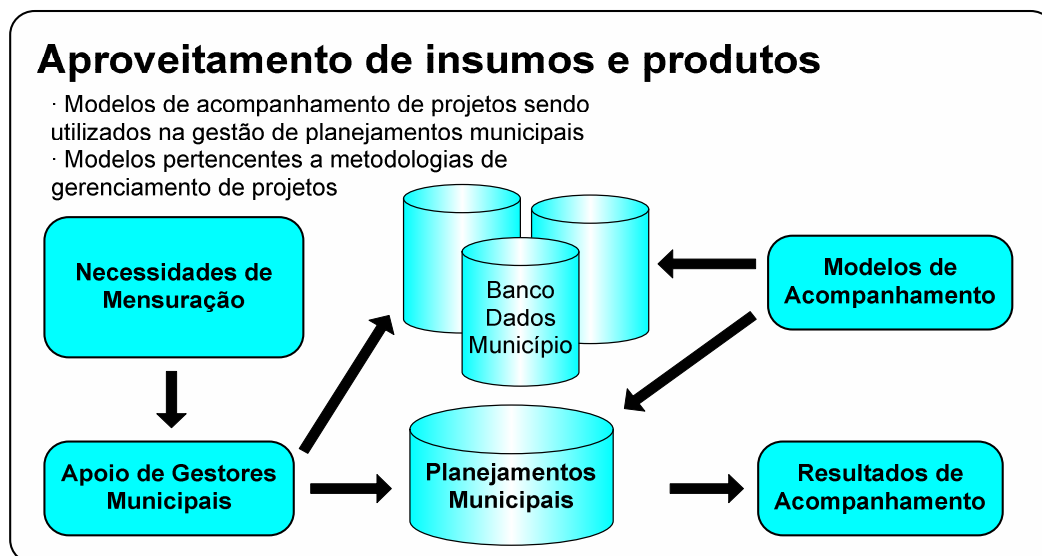 Aproveitamento de insumos e produtos
· Modelos de acompanhamento de projetos sendo
utilizados na gestão de planejamentos municipais
· Modelos pertencentes a metodologias de
gerenciamento de projetos
Necessidades de
Mensuração
Banco
Dados
Município
Modelos de
Acompanhamento
Apoio de Gestores
Municipais
Planejamentos
Municipais
Resultados de
Acompanhamento